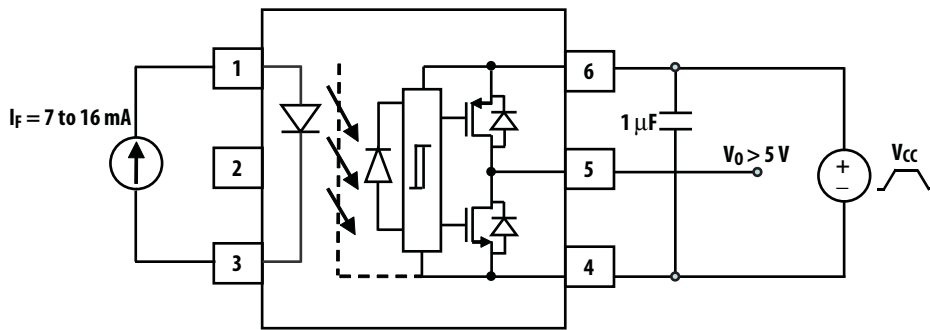 1
6
I_F = 7 to 16 mA
1 μF
2
5
V_O > 5 V
+
–
V_CC
3
4